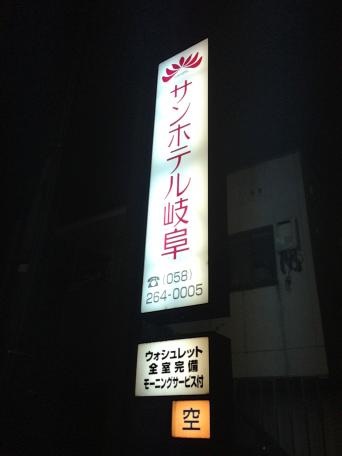 サンホテル岐阜
☎(058)
264-0005
ウォシュレット
全室完備
モーニングサービス付
空